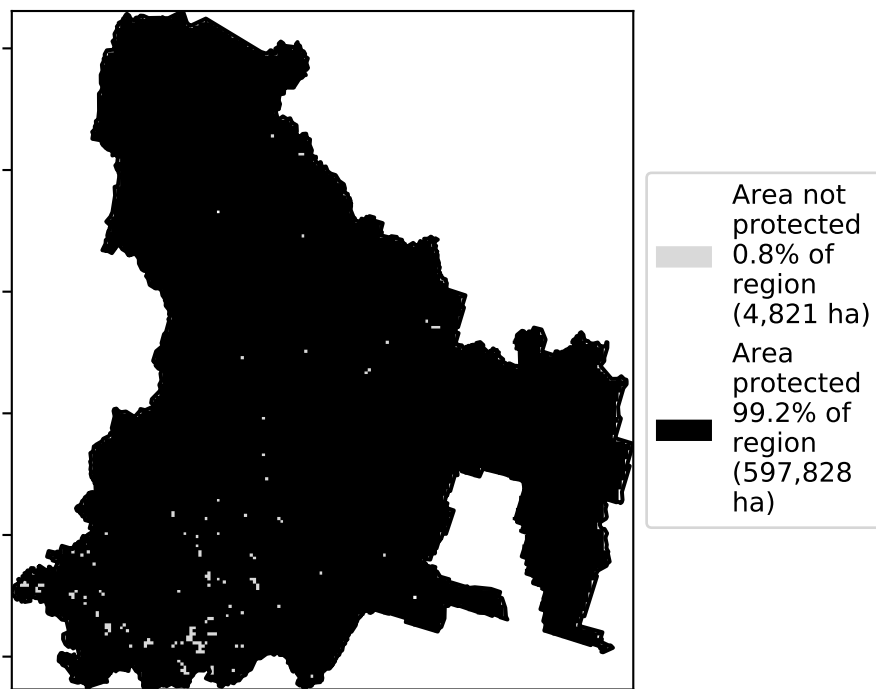 Area not
protected
0.8% of
region
(4,821 ha)
Area
protected
99.2% of
region
(597,828
ha)